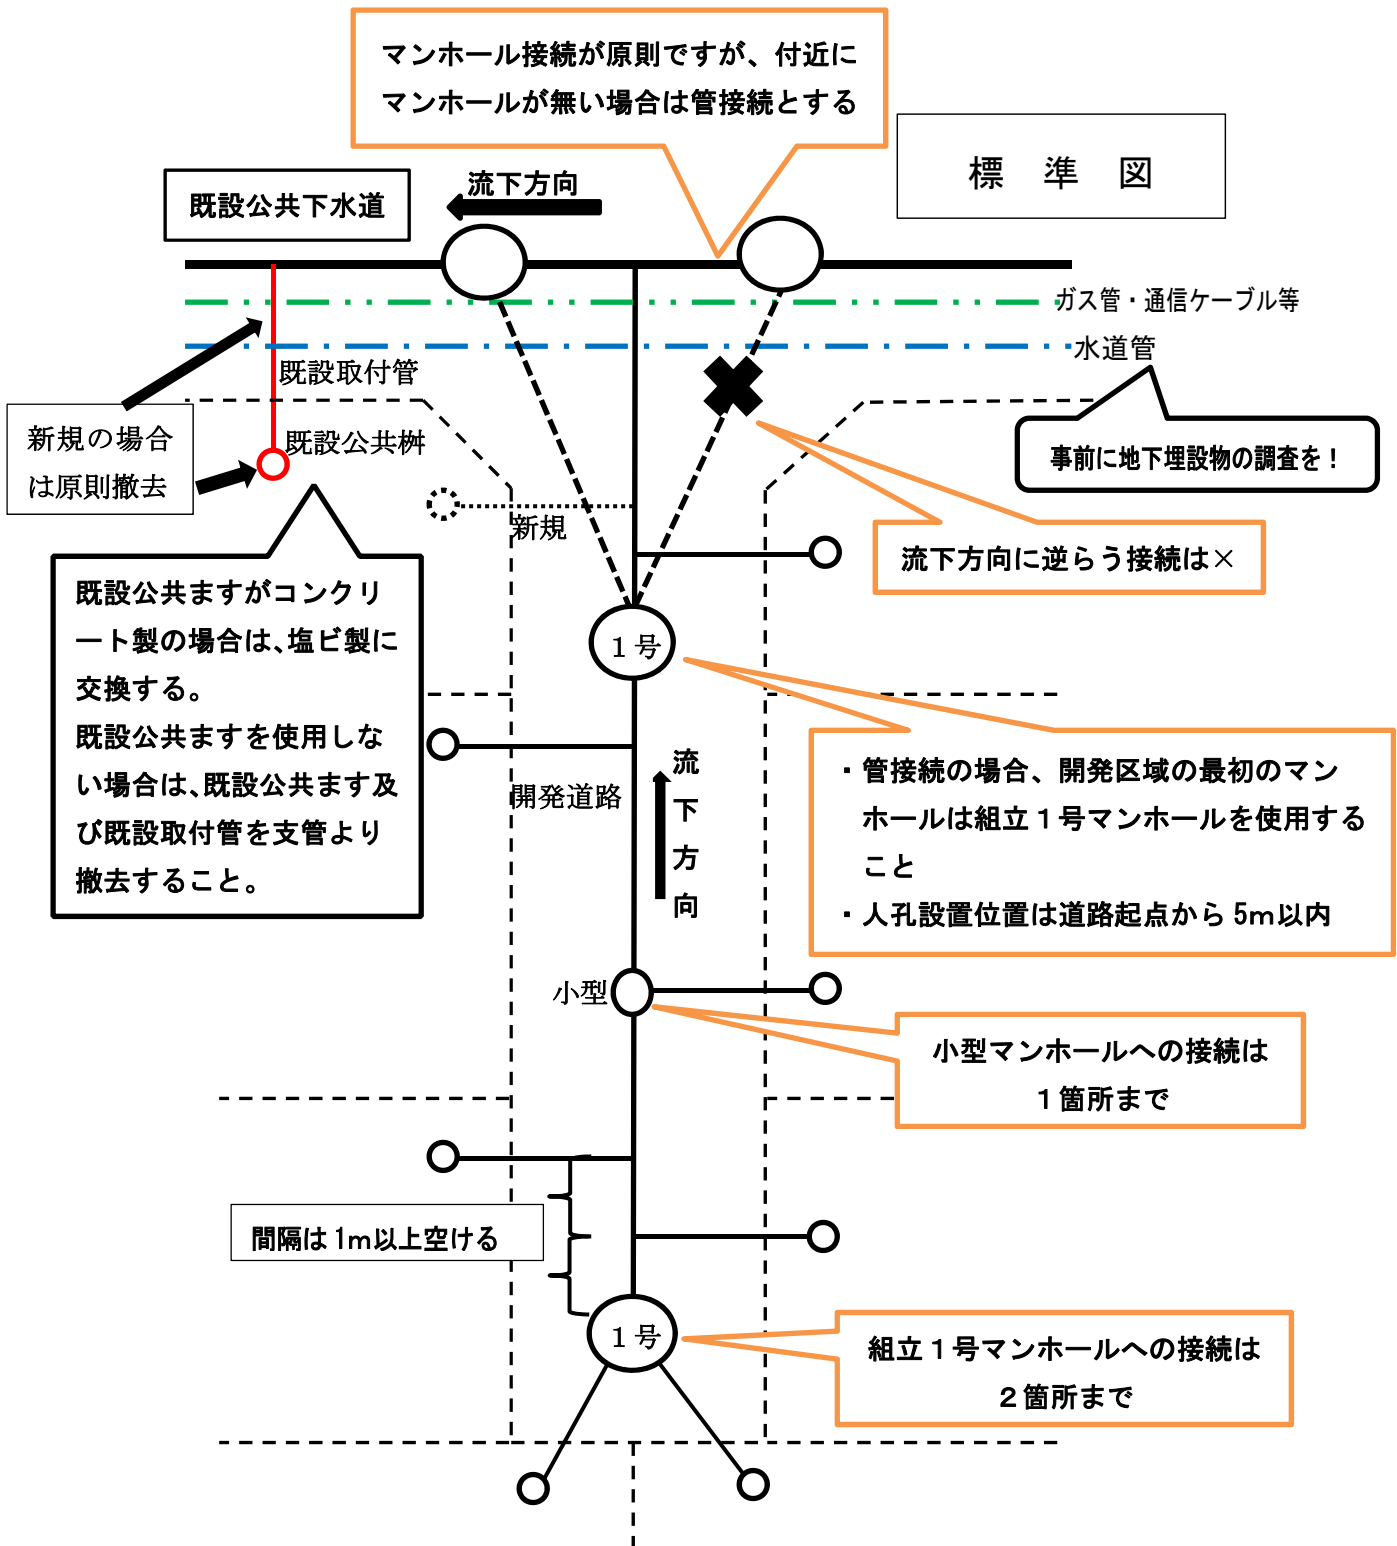 マンホール接続が原則ですが、付近に
マンホールが無い場合は管接続とする
標 準 図
既設公共下水道
流下方向
ガス管・通信ケーブル等
水道管
既設取付管
新規の場合
は原則撤去
既設公共桝
事前に地下埋設物の調査を！
新規
流下方向に逆らう接続は×
既設公共ますがコンクリ
ート製の場合は、塩ビ製に
交換する。
既設公共ますを使用しな
い場合は、既設公共ます及
び既設取付管を支管より
撤去すること。
１号
・管接続の場合、開発区域の最初のマン
ホールは組立１号マンホールを使用する
こと
・人孔設置位置は道路起点から 5m以内
流
下
方
向
開発道路
小型
小型マンホールへの接続は
１箇所まで
間隔は 1m以上空ける
１号
組立１号マンホールへの接続は
２箇所まで